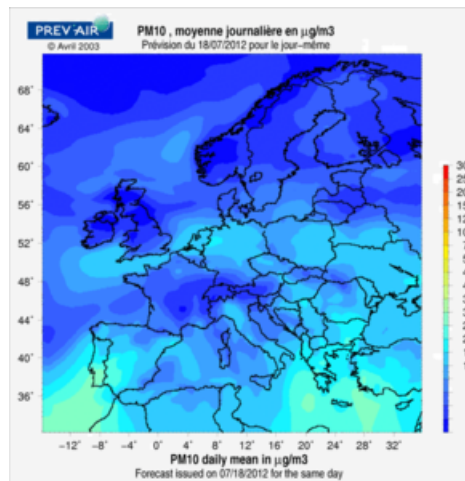 PREV'AIR
© Avril 2003
PM10 , moyenne journalière en µg/m3
Prévision du 18/07/2012 pour le jour-même
68°
64°
60°
56°
52°
48°
44°
40°
36°
−12° −8° −4° 0° 4° 8° 12° 16° 20° 24° 28° 32°
PM10 daily mean in µg/m3
Forecast issued on 07/18/2012 for the same day